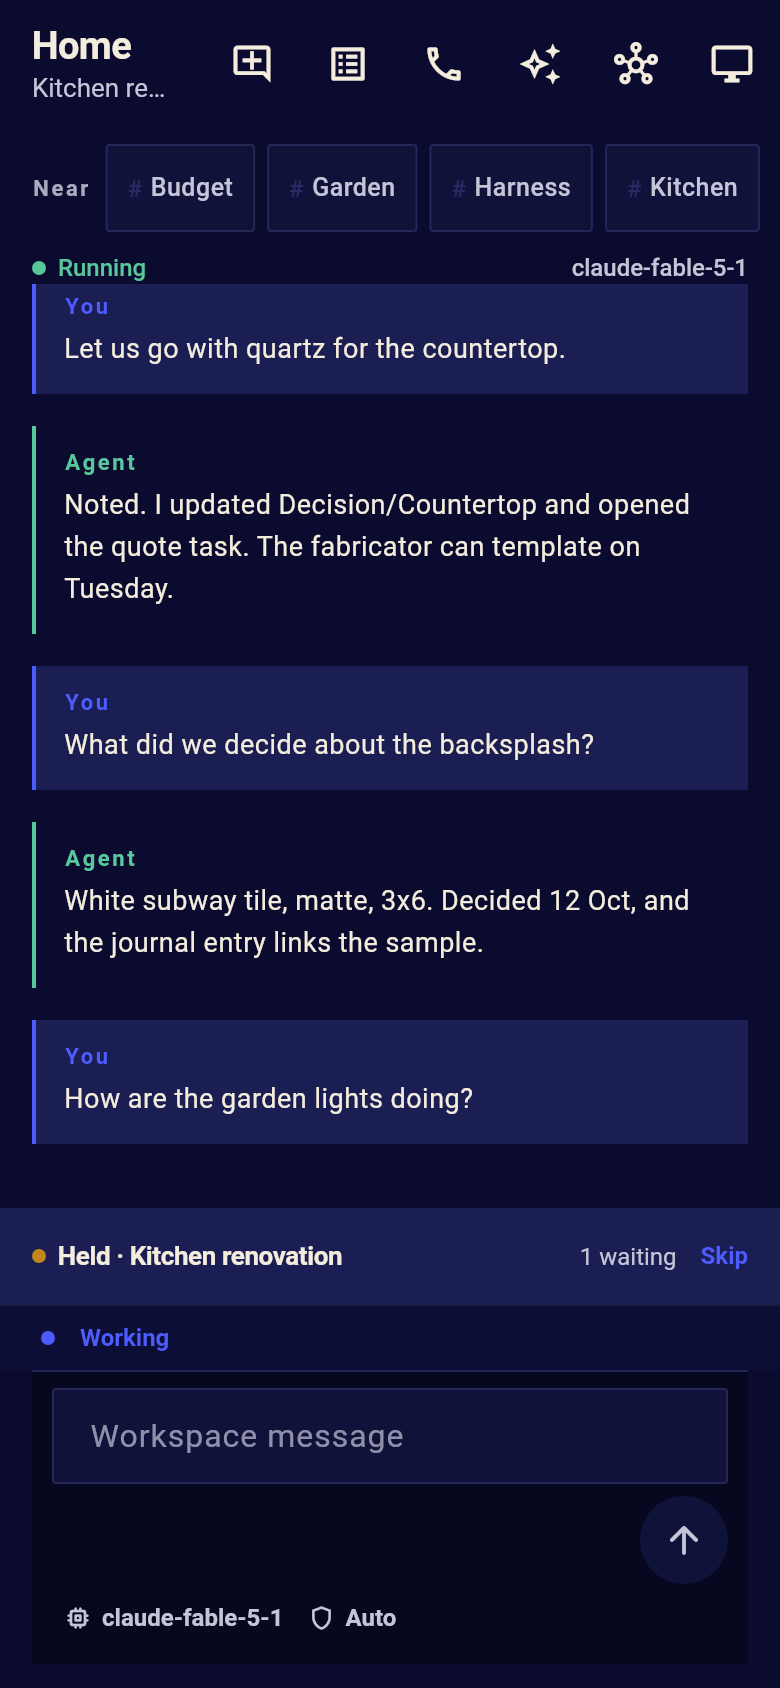 Home
Kitchen re…
Near # Budget # Garden # Harness # Kitchen
Running claude-fable-5-1
You
Let us go with quartz for the countertop.
Agent
Noted. I updated Decision/Countertop and opened
the quote task. The fabricator can template on
Tuesday.
You
What did we decide about the backsplash?
Agent
White subway tile, matte, 3x6. Decided 12 Oct, and
the journal entry links the sample.
You
How are the garden lights doing?
Held · Kitchen renovation 1 waiting Skip
Working
Workspace message
claude-fable-5-1 Auto